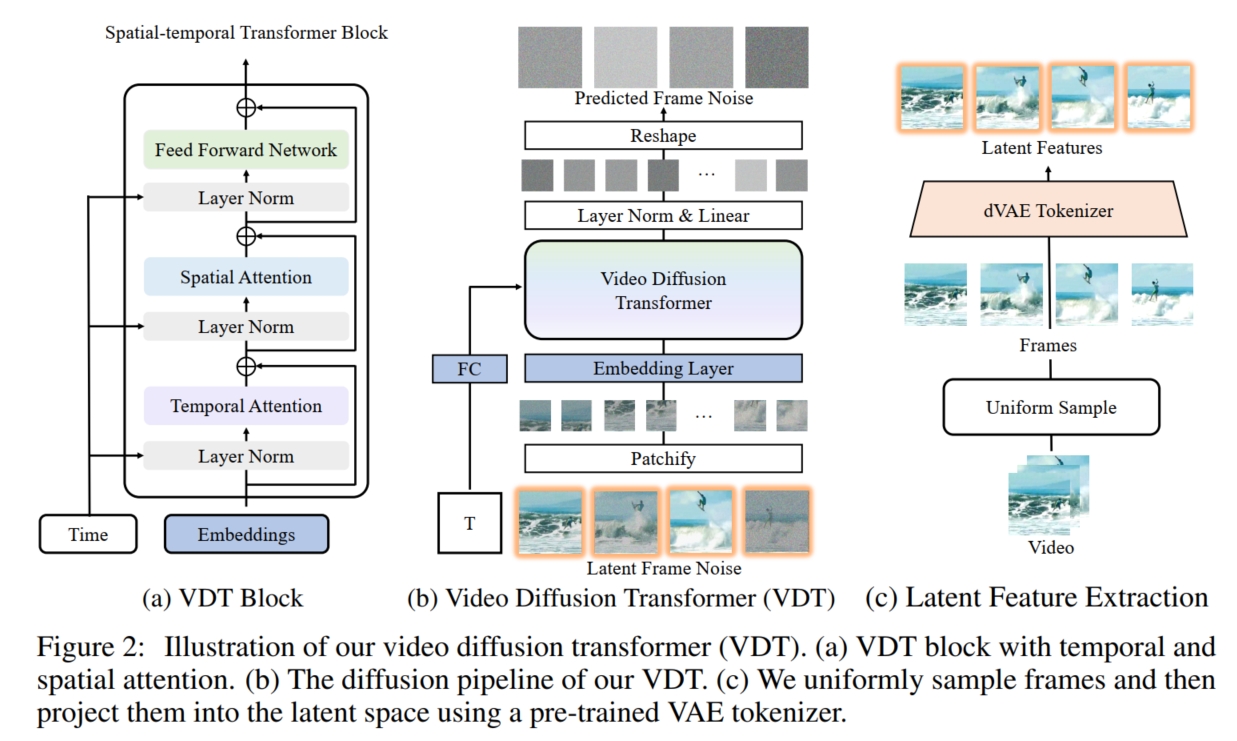 Spatial-temporal Transformer Block
Feed Forward Network
Layer Norm
Spatial Attention
Layer Norm
Temporal Attention
Layer Norm
Time
Embeddings
(a) VDT Block
Predicted Frame Noise
Reshape
...
Layer Norm & Linear
Video Diffusion
Transformer
FC
Embedding Layer
...
Patchify
T
Latent Frame Noise
(b) Video Diffusion Transformer (VDT)
Latent Features
dVAE Tokenizer
Frames
Uniform Sample
Video
(c) Latent Feature Extraction
Figure 2: Illustration of our video diffusion transformer (VDT). (a) VDT block with temporal and
spatial attention. (b) The diffusion pipeline of our VDT. (c) We uniformly sample frames and then
project them into the latent space using a pre-trained VAE tokenizer.